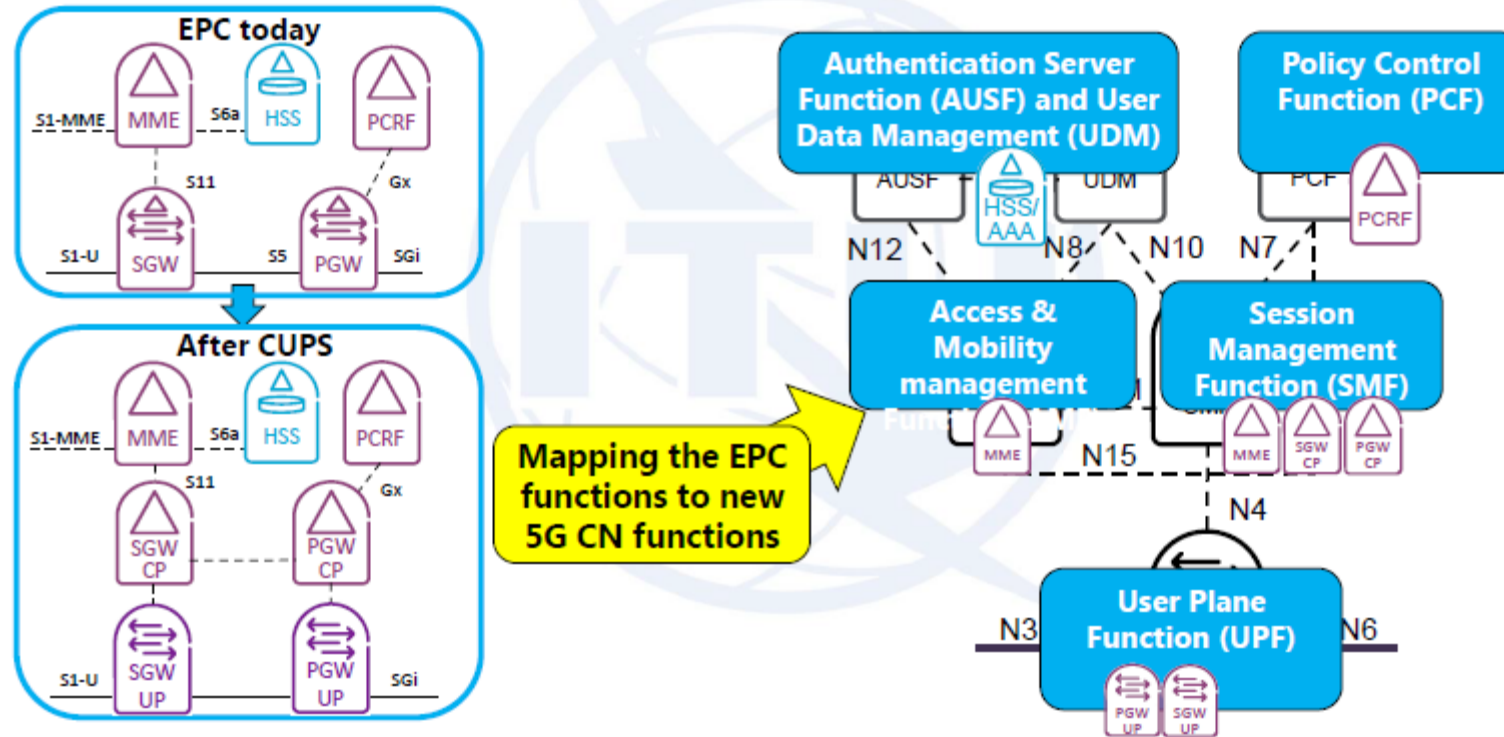 EPC today
S1-MME
MME
S6a
HSS
PCRF
S11
Gx
S1-U
SGW
S5
PGW
SGi
After CUPS
S1-MME
MME
S6a
HSS
PCRF
S11
Gx
SGW
CP
PGW
CP
SGW
UP
PGW
UP
S1-U
SGi
Mapping the EPC
functions to new
5G CN functions
ITU
Authentication Server
Function (AUSF) and User
Data Management (UDM)
AUSF
HSS/
AAA
UDM
Policy Control
Function (PCF)
PCF
PCRF
N12
N8
N10
N7
Access &
Mobility
management
MME
Session
Management
Function (SMF)
MME
SGW
CP
PGW
CP
N15
N4
User Plane
Function (UPF)
N3
N6
PGW
UP
SGW
UP